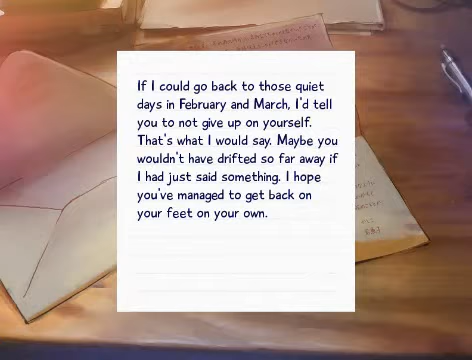 If I could go back to those quiet
days in February and March, I'd tell
you to not give up on yourself.
That's what I would say. Maybe you
wouldn't have drifted so far away if
I had just said something. I hope
you've managed to get back on
your feet on your own.